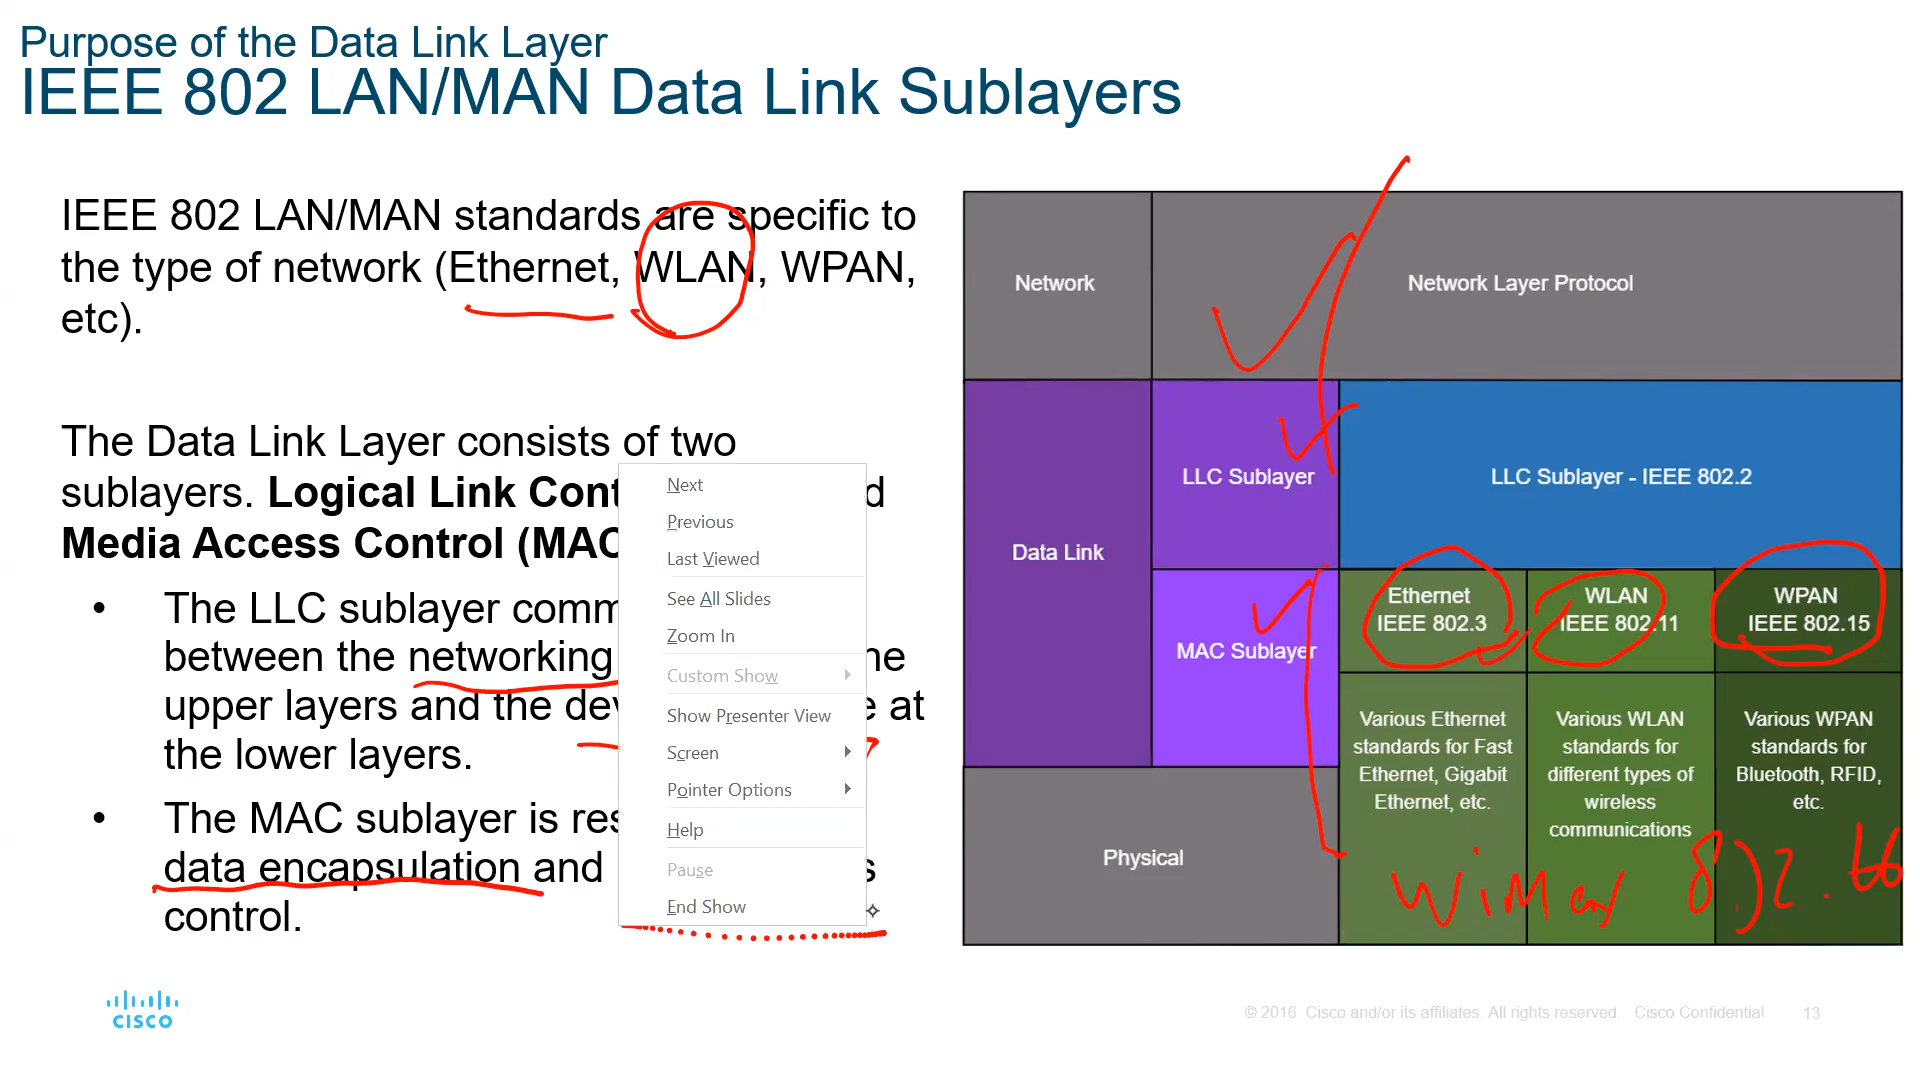 Purpose of the Data Link Layer
IEEE 802 LAN/MAN Data Link Sublayers
IEEE 802 LAN/MAN standards are specific to
the type of network (Ethernet, WLAN, WPAN,
etc).
The Data Link Layer consists of two
sublayers. Logical Link Cont d
Media Access Control (MAC
• The LLC sublayer comm
between the networking he
upper layers and the dev e at
the lower layers.
• The MAC sublayer is res
data encapsulation and s
control.
Next
Previous
Last Viewed
See All Slides
Zoom In
Custom Show
Show Presenter View
Screen
Pointer Options
Help
Pause
End Show
Network
Network Layer Protocol
Data Link
LLC Sublayer
LLC Sublayer - IEEE 802.2
MAC Sublayer
Ethernet
IEEE 802.3
WLAN
IEEE 802.11
WPAN
IEEE 802.15
Physical
Various Ethernet
standards for Fast
Ethernet, Gigabit
Ethernet, etc.
Various WLAN
standards for
different types of
wireless
communications
Various WPAN
standards for
Bluetooth, RFID,
etc.
WiMax
CISCO
© 2016 Cisco and/or its affiliates. All rights reserved. Cisco Confidential 13